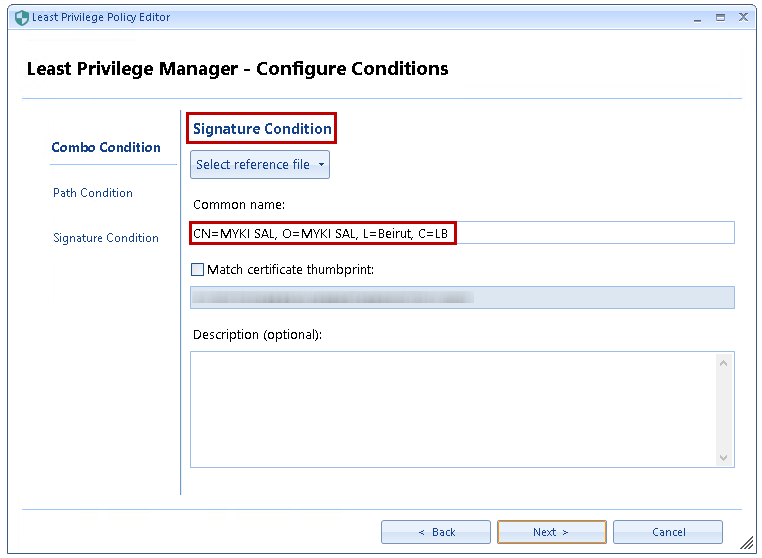 Least Privilege Policy Editor
Least Privilege Manager - Configure Conditions
Combo Condition
Path Condition
Signature Condition
Signature Condition
Select reference file
Common name:
CN=MYKI SAL, O=MYKI SAL, L=Beirut, C=LB
Match certificate thumbprint:
Description (optional):
< Back
Next >
Cancel